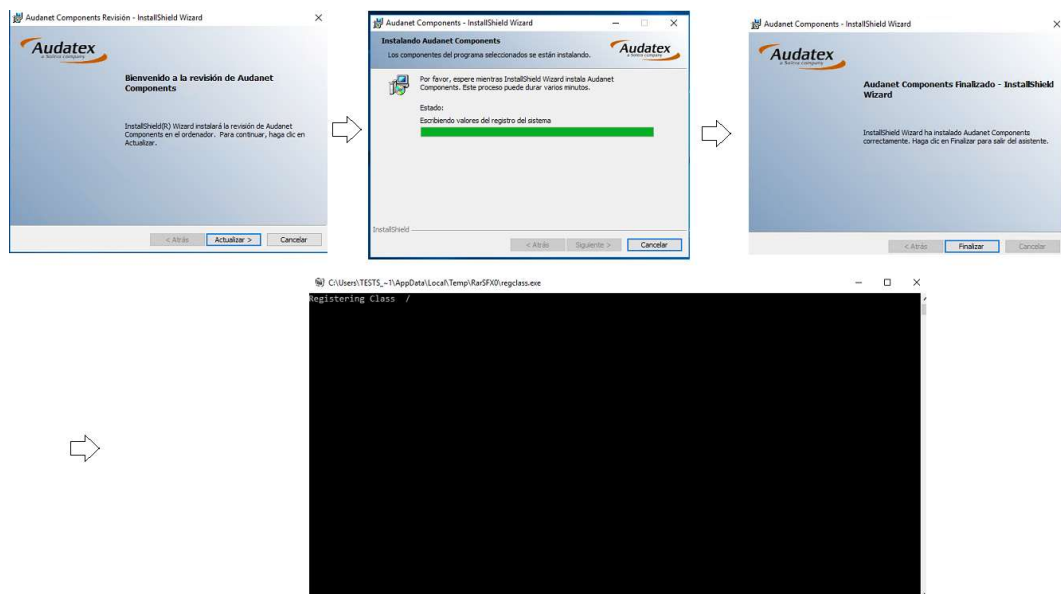 Audanet Components Revisión - InstallShield Wizard
Audatex
a Solera company
Bienvenido a la revisión de Audanet
Components
InstallShield(R) Wizard instalará la revisión de Audanet
Components en el ordenador. Para continuar, haga clic en
Actualizar.
< Atrás
Actualizar >
Cancelar
Audanet Components - InstallShield Wizard
Instalando Audanet Components
Los componentes del programa seleccionados se están instalando.
Audatex
a Solera company
Por favor, espere mientras InstallShield Wizard instala Audanet
Components. Este proceso puede durar varios minutos.
Estado:
Escribiendo valores del registro del sistema
InstallShield
< Atrás
Siguiente >
Cancelar
Audanet Components - InstallShield Wizard
Audatex
a Solera company
Audanet Components Finalizado - InstallShield
Wizard
InstallShield Wizard ha instalado Audanet Components
correctamente. Haga clic en Finalizar para salir del asistente.
< Atrás
Finalizar
Cancelar
C:\Users\TESTS_~1\AppData\Local\Temp\RarSFX0\regclass.exe
Registering Class /